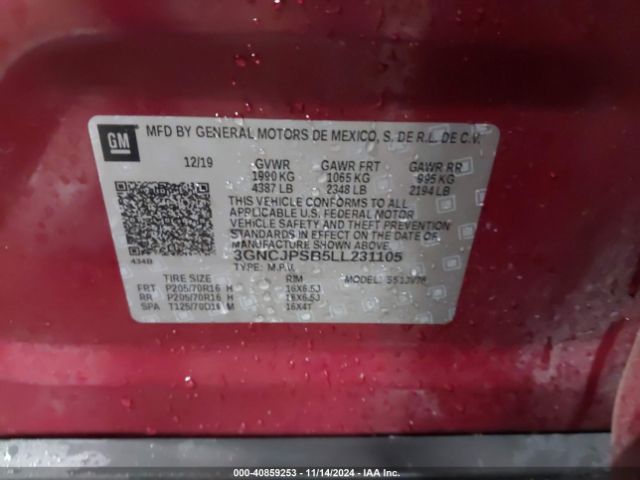 GM
MFD BY GENERAL MOTORS DE MEXICO, S. DE R.L. DE C.V.
12/19 GVWR GAWR FRT GAWR RR
1990 KG 1065 KG 995 KG
4387 LB 2348 LB 2194 LB
THIS VEHICLE CONFORMS TO ALL
APPLICABLE U.S. FEDERAL MOTOR
VEHICLE SAFETY AND THEFT PREVENTION
STANDARDS IN EFFECT ON THE DATE OF
MANUFACTURE SHOWN ABOVE.
434B
3GNCJPSB5LL231105
TYPE: M.P.V. MODEL:
TIRE SIZE RIM
FRT P205/70R16 H 16X6.5J
RR P205/70R16 H 16X6.5J
SPA T125/70D16 M 16X4T
000-40859253 - 11/14/2024 - IAA Inc.